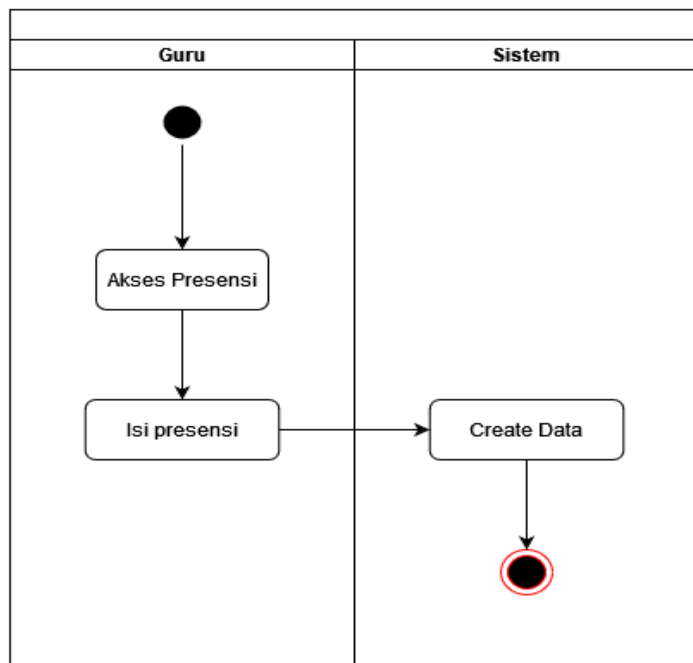 Guru
Sistem
Akses Presensi
Isi presensi
Create Data